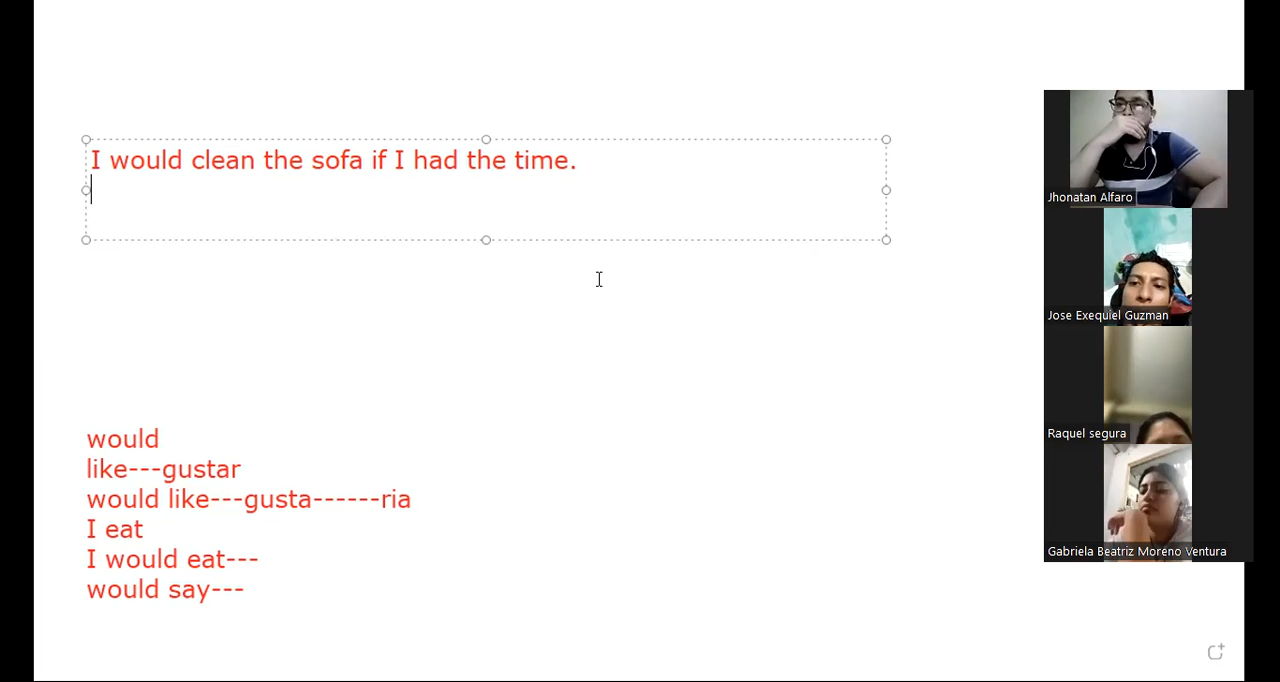 I would clean the sofa if I had the time.
would
like---gustar
would like---gusta------ria
I eat
I would eat---
would say---
Jhonatan Alfaro
Jose Exequiel Guzman
Raquel segura
Gabriela Beatriz Moreno Ventura